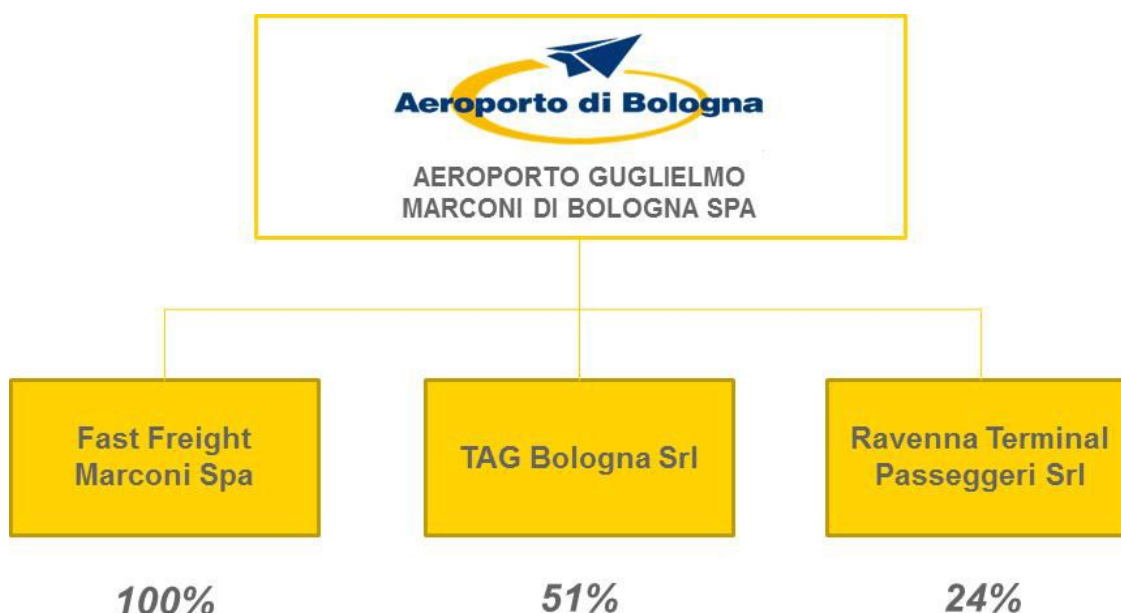 Aeroporto di Bologna
AEROPORTO GUGLIELMO
MARCONI DI BOLOGNA SPA
Fast Freight
Marconi Spa
TAG Bologna Srl
Ravenna Terminal
Passeggeri Srl
100%
51%
24%